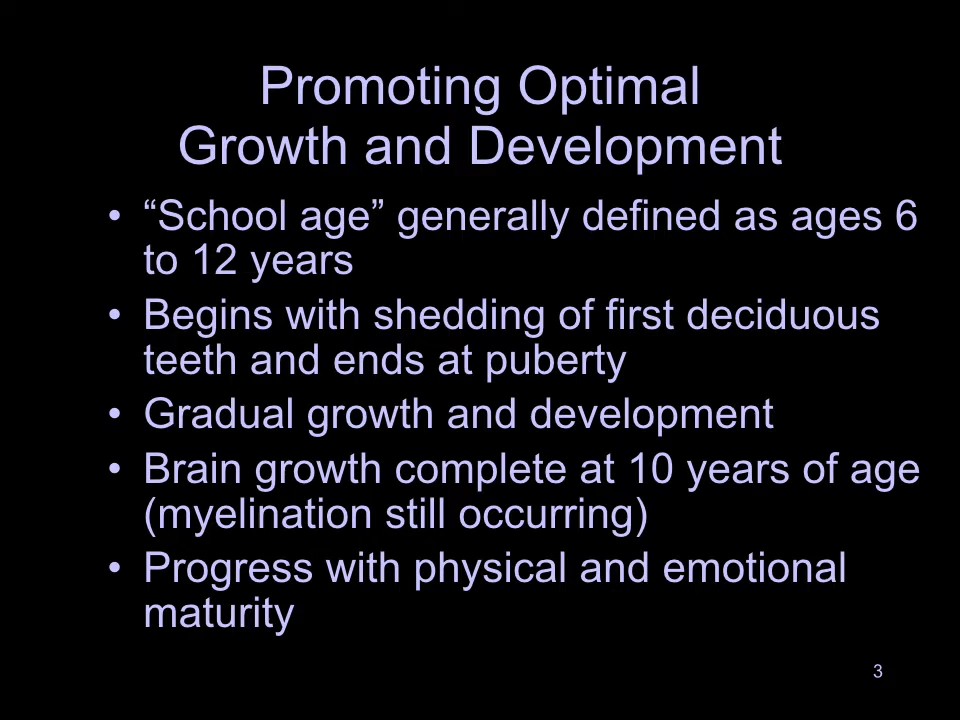 Promoting Optimal
Growth and Development
• “School age” generally defined as ages 6
to 12 years
• Begins with shedding of first deciduous
teeth and ends at puberty
• Gradual growth and development
• Brain growth complete at 10 years of age
(myelination still occurring)
• Progress with physical and emotional
maturity
3